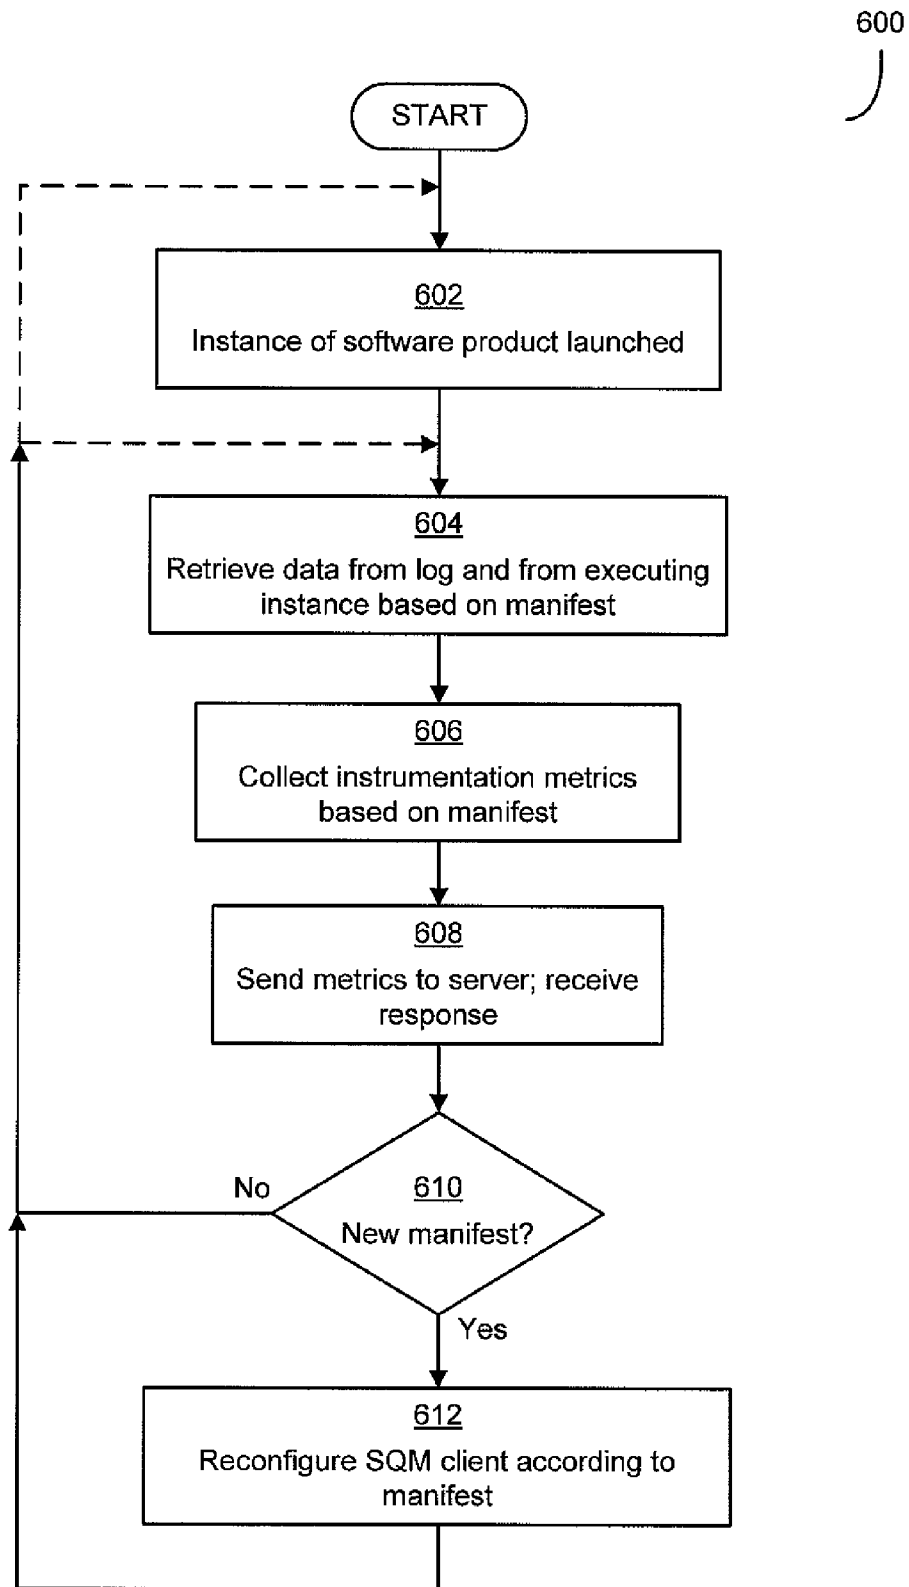 600
START
602
Instance of software product launched
604
Retrieve data from log and from executing
instance based on manifest
606
Collect instrumentation metrics
based on manifest
608
Send metrics to server; receive
response
No
610
New manifest?
Yes
612
Reconfigure SQM client according to
manifest